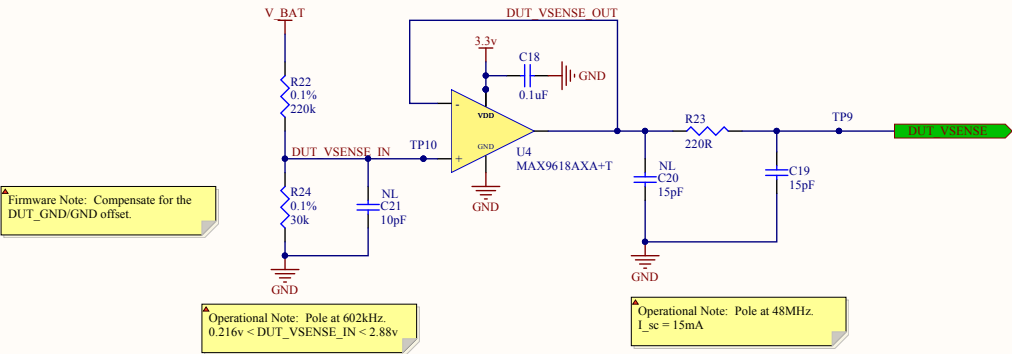 V_BAT
DUT_VSENSE_OUT
3.3v
C18
GND
0.1uF
R22
0.1%
220k
-
VDD
R23
TP9
DUT_VSENSE
220R
DUT_VSENSE_IN
TP10
+
GND
U4
MAX9618AXA+T
NL
C20
15pF
C19
15pF
GND
Firmware Note: Compensate for the
DUT_GND/GND offset.
R24
0.1%
30k
NL
C21
10pF
GND
GND
Operational Note: Pole at 602kHz.
0.216v < DUT_VSENSE_IN < 2.88v
Operational Note: Pole at 48MHz.
I_sc = 15mA